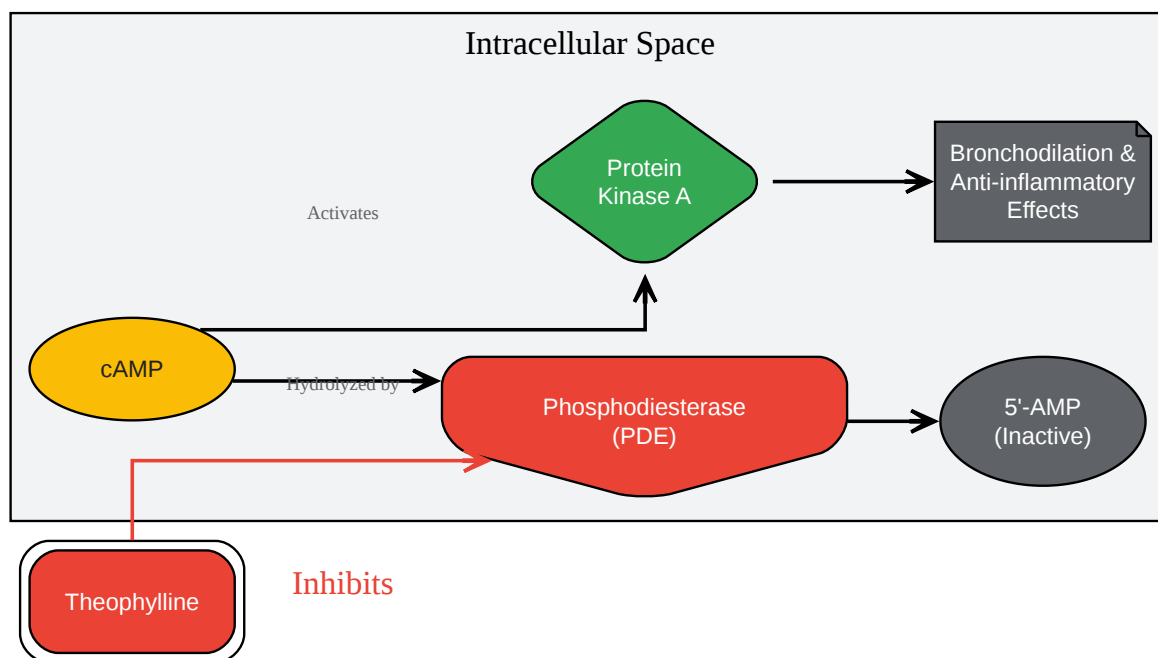 Intracellular Space
Protein
Kinase A
Bronchodilation &
Anti-inflammatory
Effects
Activates
cAMP
Hydrolyzed by
Phosphodiesterase
(PDE)
5'-AMP
(Inactive)
Theophylline
Inhibits